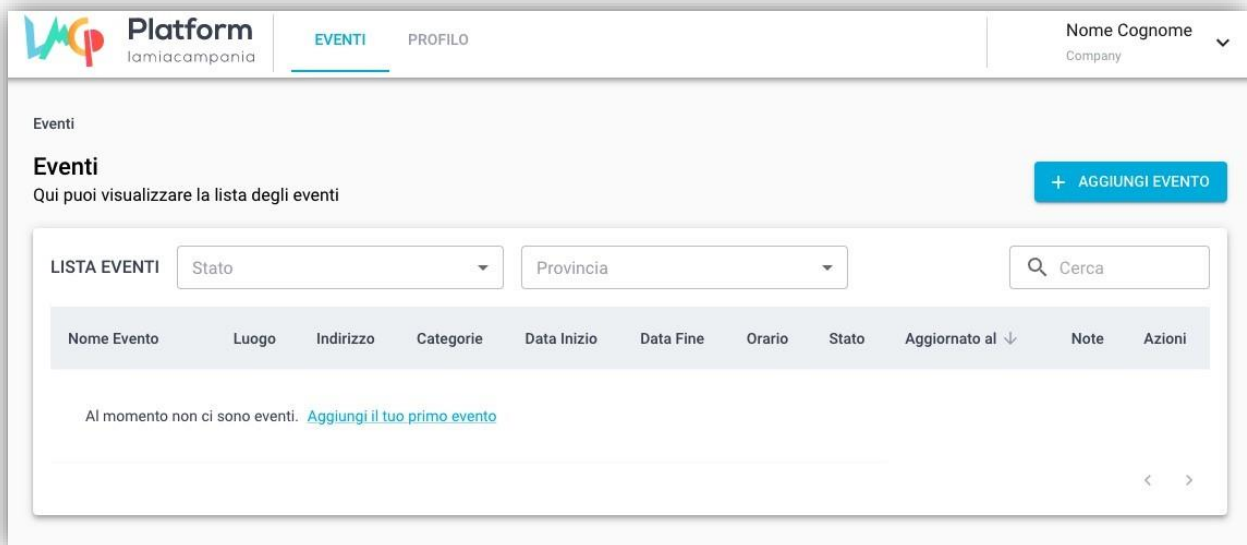 LMCp Platform
lamiacampania
EVENTI
PROFILO
Nome Cognome
Company
Eventi
Eventi
Qui puoi visualizzare la lista degli eventi
+ AGGIUNGI EVENTO
LISTA EVENTI
Stato
Provincia
Cerca
Nome Evento Luogo Indirizzo Categorie Data Inizio Data Fine Orario Stato Aggiornato al Note Azioni
Al momento non ci sono eventi. Aggiungi il tuo primo evento